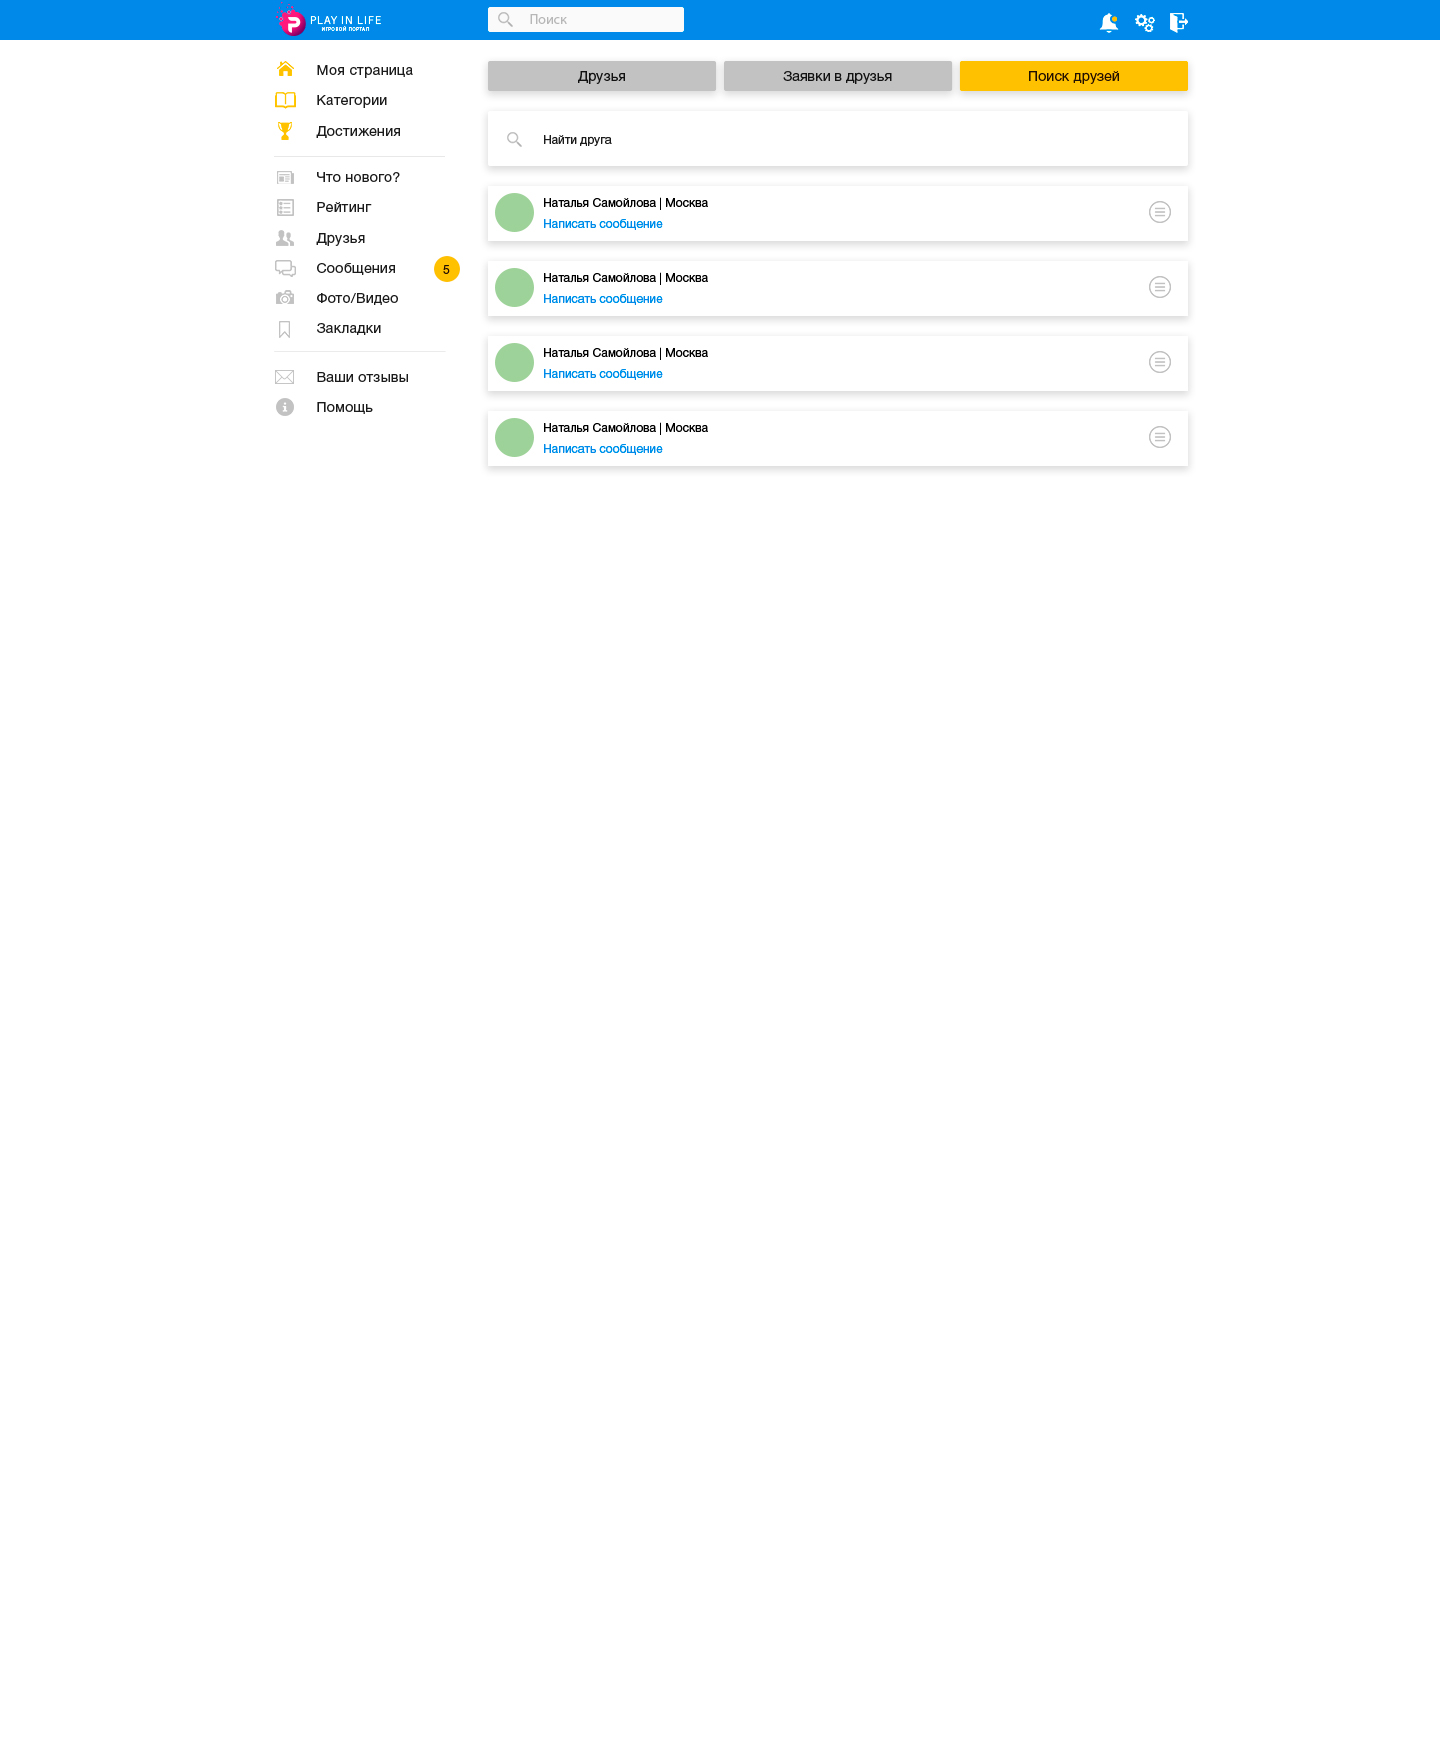 PLAY IN LIFE
ИГРОВОЙ ПОРТАЛ
Поиск
Моя страница
Категории
Достижения
Что нового?
Рейтинг
Друзья
Сообщения 5
Фото/Видео
Закладки
Ваши отзывы
Помощь
Друзья
Заявки в друзья
Поиск друзей
Найти друга
Наталья Самойлова | Москва
Написать сообщение
Наталья Самойлова | Москва
Написать сообщение
Наталья Самойлова | Москва
Написать сообщение
Наталья Самойлова | Москва
Написать сообщение